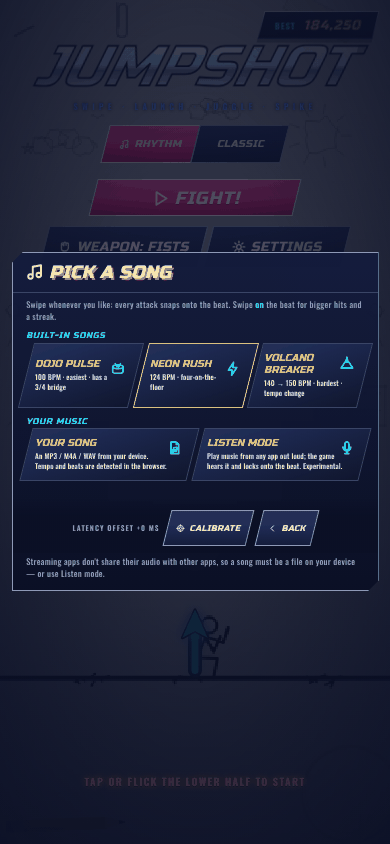 BEST 184,250
JUMPSHOT
RHYTHM CLASSIC
FIGHT!
WEAPON: FISTS SETTINGS
PICK A SONG
Swipe whenever you like: every attack snaps onto the beat. Swipe on the beat for bigger hits and
a streak.
BUILT-IN SONGS
DOJO PULSE
100 BPM · easiest · has a
3/4 bridge
NEON RUSH
124 BPM · four-on-the-
floor
VOLCANO
BREAKER
140 → 150 BPM · hardest ·
tempo change
YOUR MUSIC
YOUR SONG
An MP3 / M4A / WAV from your device.
Tempo and beats are detected in the browser.
LISTEN MODE
Play music from any app out loud; the game
hears it and locks onto the beat. Experimental.
LATENCY OFFSET +0 MS CALIBRATE BACK
Streaming apps don't share their audio with other apps, so a song must be a file on your device
— or use Listen mode.
TAP OR FLICK THE LOWER HALF TO START